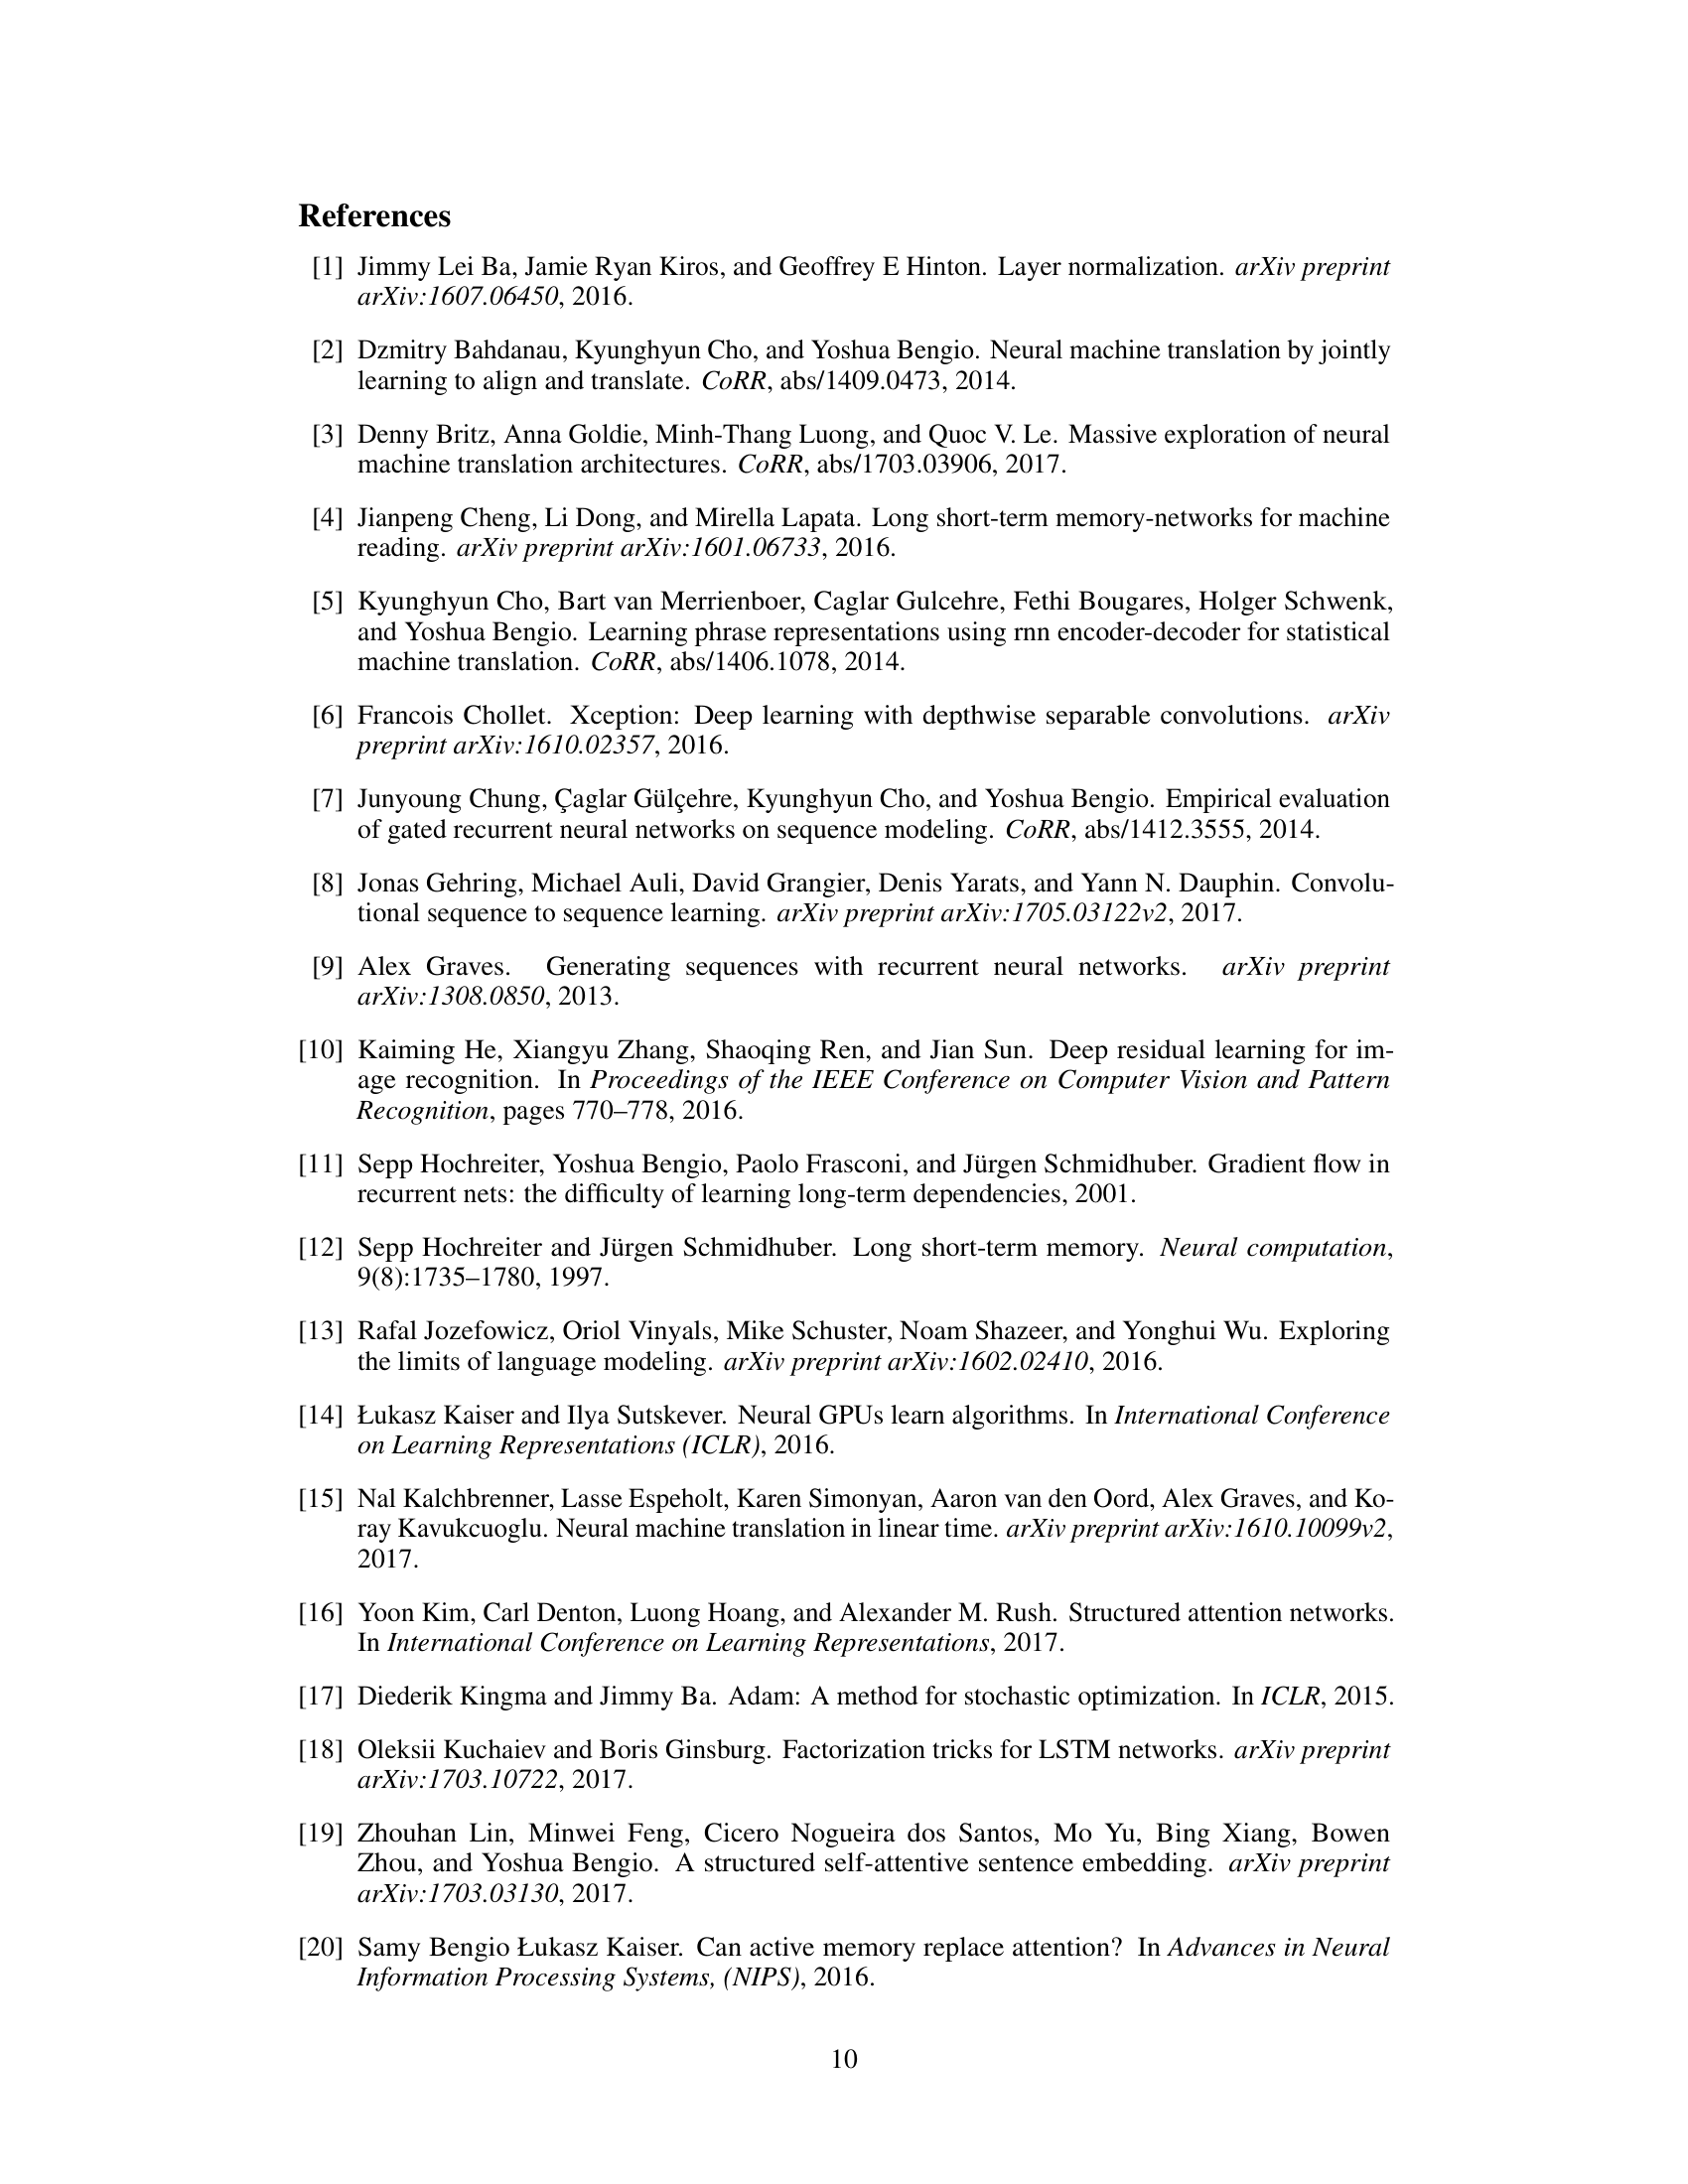 References
[1] Jimmy Lei Ba, Jamie Ryan Kiros, and Geoffrey E Hinton. Layer normalization. arXiv preprint
arXiv:1607.06450, 2016.
[2] Dzmitry Bahdanau, Kyunghyun Cho, and Yoshua Bengio. Neural machine translation by jointly
learning to align and translate. CoRR, abs/1409.0473, 2014.
[3] Denny Britz, Anna Goldie, Minh-Thang Luong, and Quoc V. Le. Massive exploration of neural
machine translation architectures. CoRR, abs/1703.03906, 2017.
[4] Jianpeng Cheng, Li Dong, and Mirella Lapata. Long short-term memory-networks for machine
reading. arXiv preprint arXiv:1601.06733, 2016.
[5] Kyunghyun Cho, Bart van Merrienboer, Caglar Gulcehre, Fethi Bougares, Holger Schwenk,
and Yoshua Bengio. Learning phrase representations using rnn encoder-decoder for statistical
machine translation. CoRR, abs/1406.1078, 2014.
[6] Francois Chollet. Xception: Deep learning with depthwise separable convolutions. arXiv
preprint arXiv:1610.02357, 2016.
[7] Junyoung Chung, Çaglar Gülçehre, Kyunghyun Cho, and Yoshua Bengio. Empirical evaluation
of gated recurrent neural networks on sequence modeling. CoRR, abs/1412.3555, 2014.
[8] Jonas Gehring, Michael Auli, David Grangier, Denis Yarats, and Yann N. Dauphin. Convolu-
tional sequence to sequence learning. arXiv preprint arXiv:1705.03122v2, 2017.
[9] Alex Graves. Generating sequences with recurrent neural networks. arXiv preprint
arXiv:1308.0850, 2013.
[10] Kaiming He, Xiangyu Zhang, Shaoqing Ren, and Jian Sun. Deep residual learning for im-
age recognition. In Proceedings of the IEEE Conference on Computer Vision and Pattern
Recognition, pages 770–778, 2016.
[11] Sepp Hochreiter, Yoshua Bengio, Paolo Frasconi, and Jürgen Schmidhuber. Gradient flow in
recurrent nets: the difficulty of learning long-term dependencies, 2001.
[12] Sepp Hochreiter and Jürgen Schmidhuber. Long short-term memory. Neural computation,
9(8):1735–1780, 1997.
[13] Rafal Jozefowicz, Oriol Vinyals, Mike Schuster, Noam Shazeer, and Yonghui Wu. Exploring
the limits of language modeling. arXiv preprint arXiv:1602.02410, 2016.
[14] Łukasz Kaiser and Ilya Sutskever. Neural GPUs learn algorithms. In International Conference
on Learning Representations (ICLR), 2016.
[15] Nal Kalchbrenner, Lasse Espeholt, Karen Simonyan, Aaron van den Oord, Alex Graves, and Ko-
ray Kavukcuoglu. Neural machine translation in linear time. arXiv preprint arXiv:1610.10099v2,
2017.
[16] Yoon Kim, Carl Denton, Luong Hoang, and Alexander M. Rush. Structured attention networks.
In International Conference on Learning Representations, 2017.
[17] Diederik Kingma and Jimmy Ba. Adam: A method for stochastic optimization. In ICLR, 2015.
[18] Oleksii Kuchaiev and Boris Ginsburg. Factorization tricks for LSTM networks. arXiv preprint
arXiv:1703.10722, 2017.
[19] Zhouhan Lin, Minwei Feng, Cicero Nogueira dos Santos, Mo Yu, Bing Xiang, Bowen
Zhou, and Yoshua Bengio. A structured self-attentive sentence embedding. arXiv preprint
arXiv:1703.03130, 2017.
[20] Samy Bengio Łukasz Kaiser. Can active memory replace attention? In Advances in Neural
Information Processing Systems, (NIPS), 2016.
10